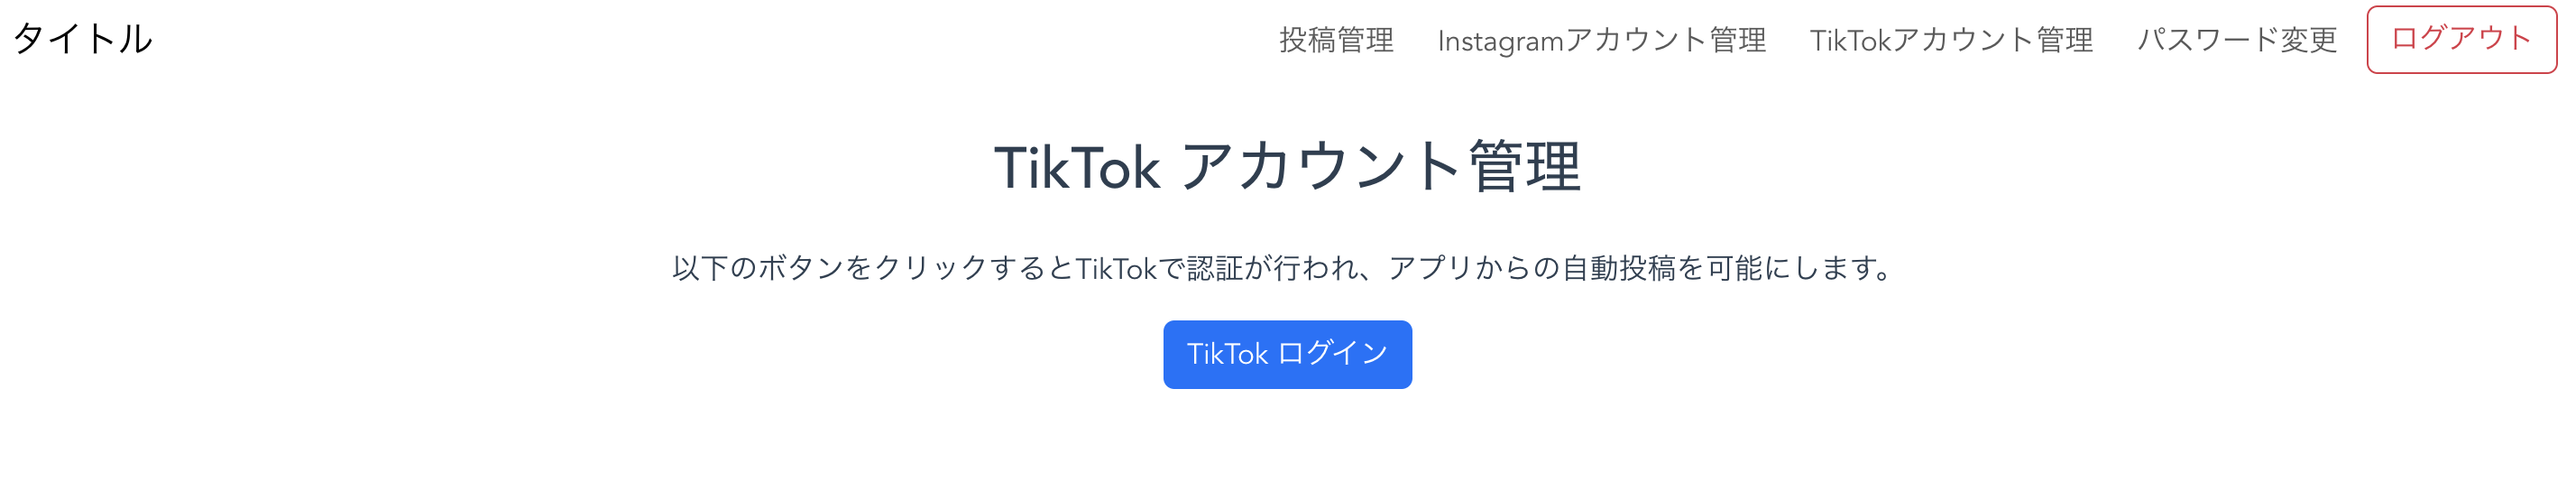 タイトル
投稿管理 Instagramアカウント管理 TikTokアカウント管理 パスワード変更 ログアウト
TikTok アカウント管理
以下のボタンをクリックするとTikTokで認証が行われ、アプリからの自動投稿を可能にします。
TikTok ログイン